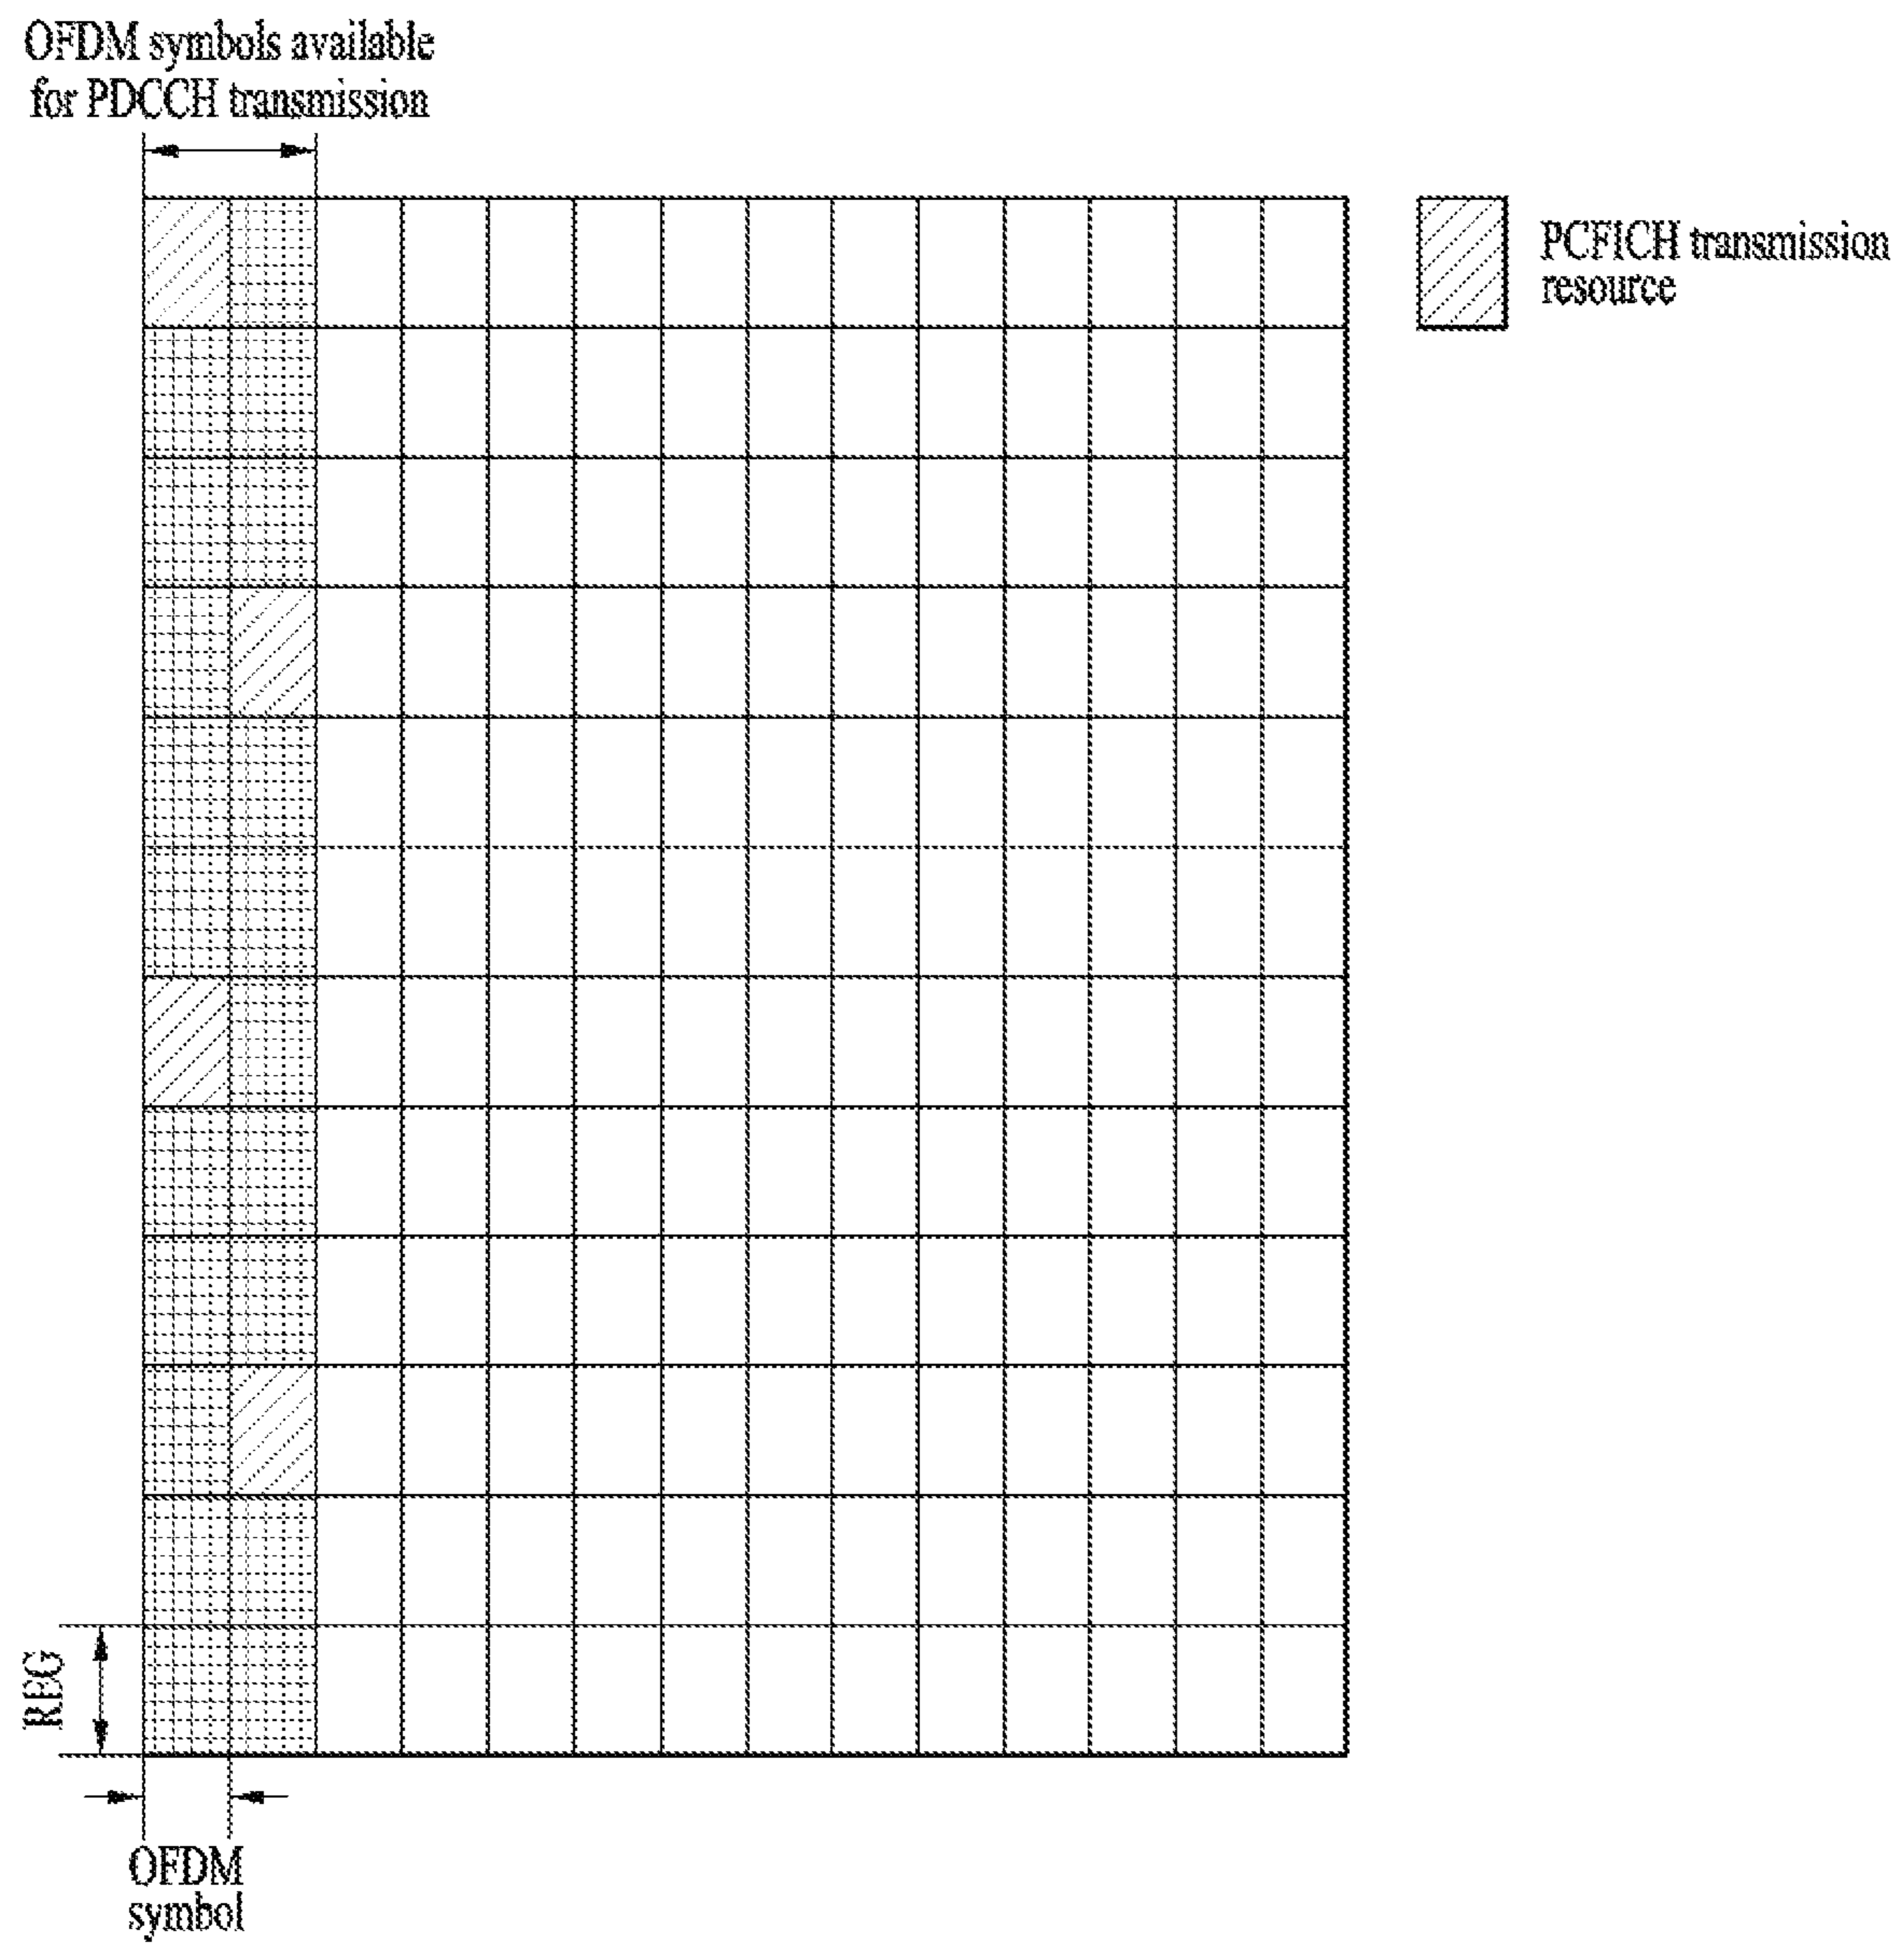 OFDM symbols available
for PDCCH transmission
PCFICH transmission
resource
REG
OFDM
symbol